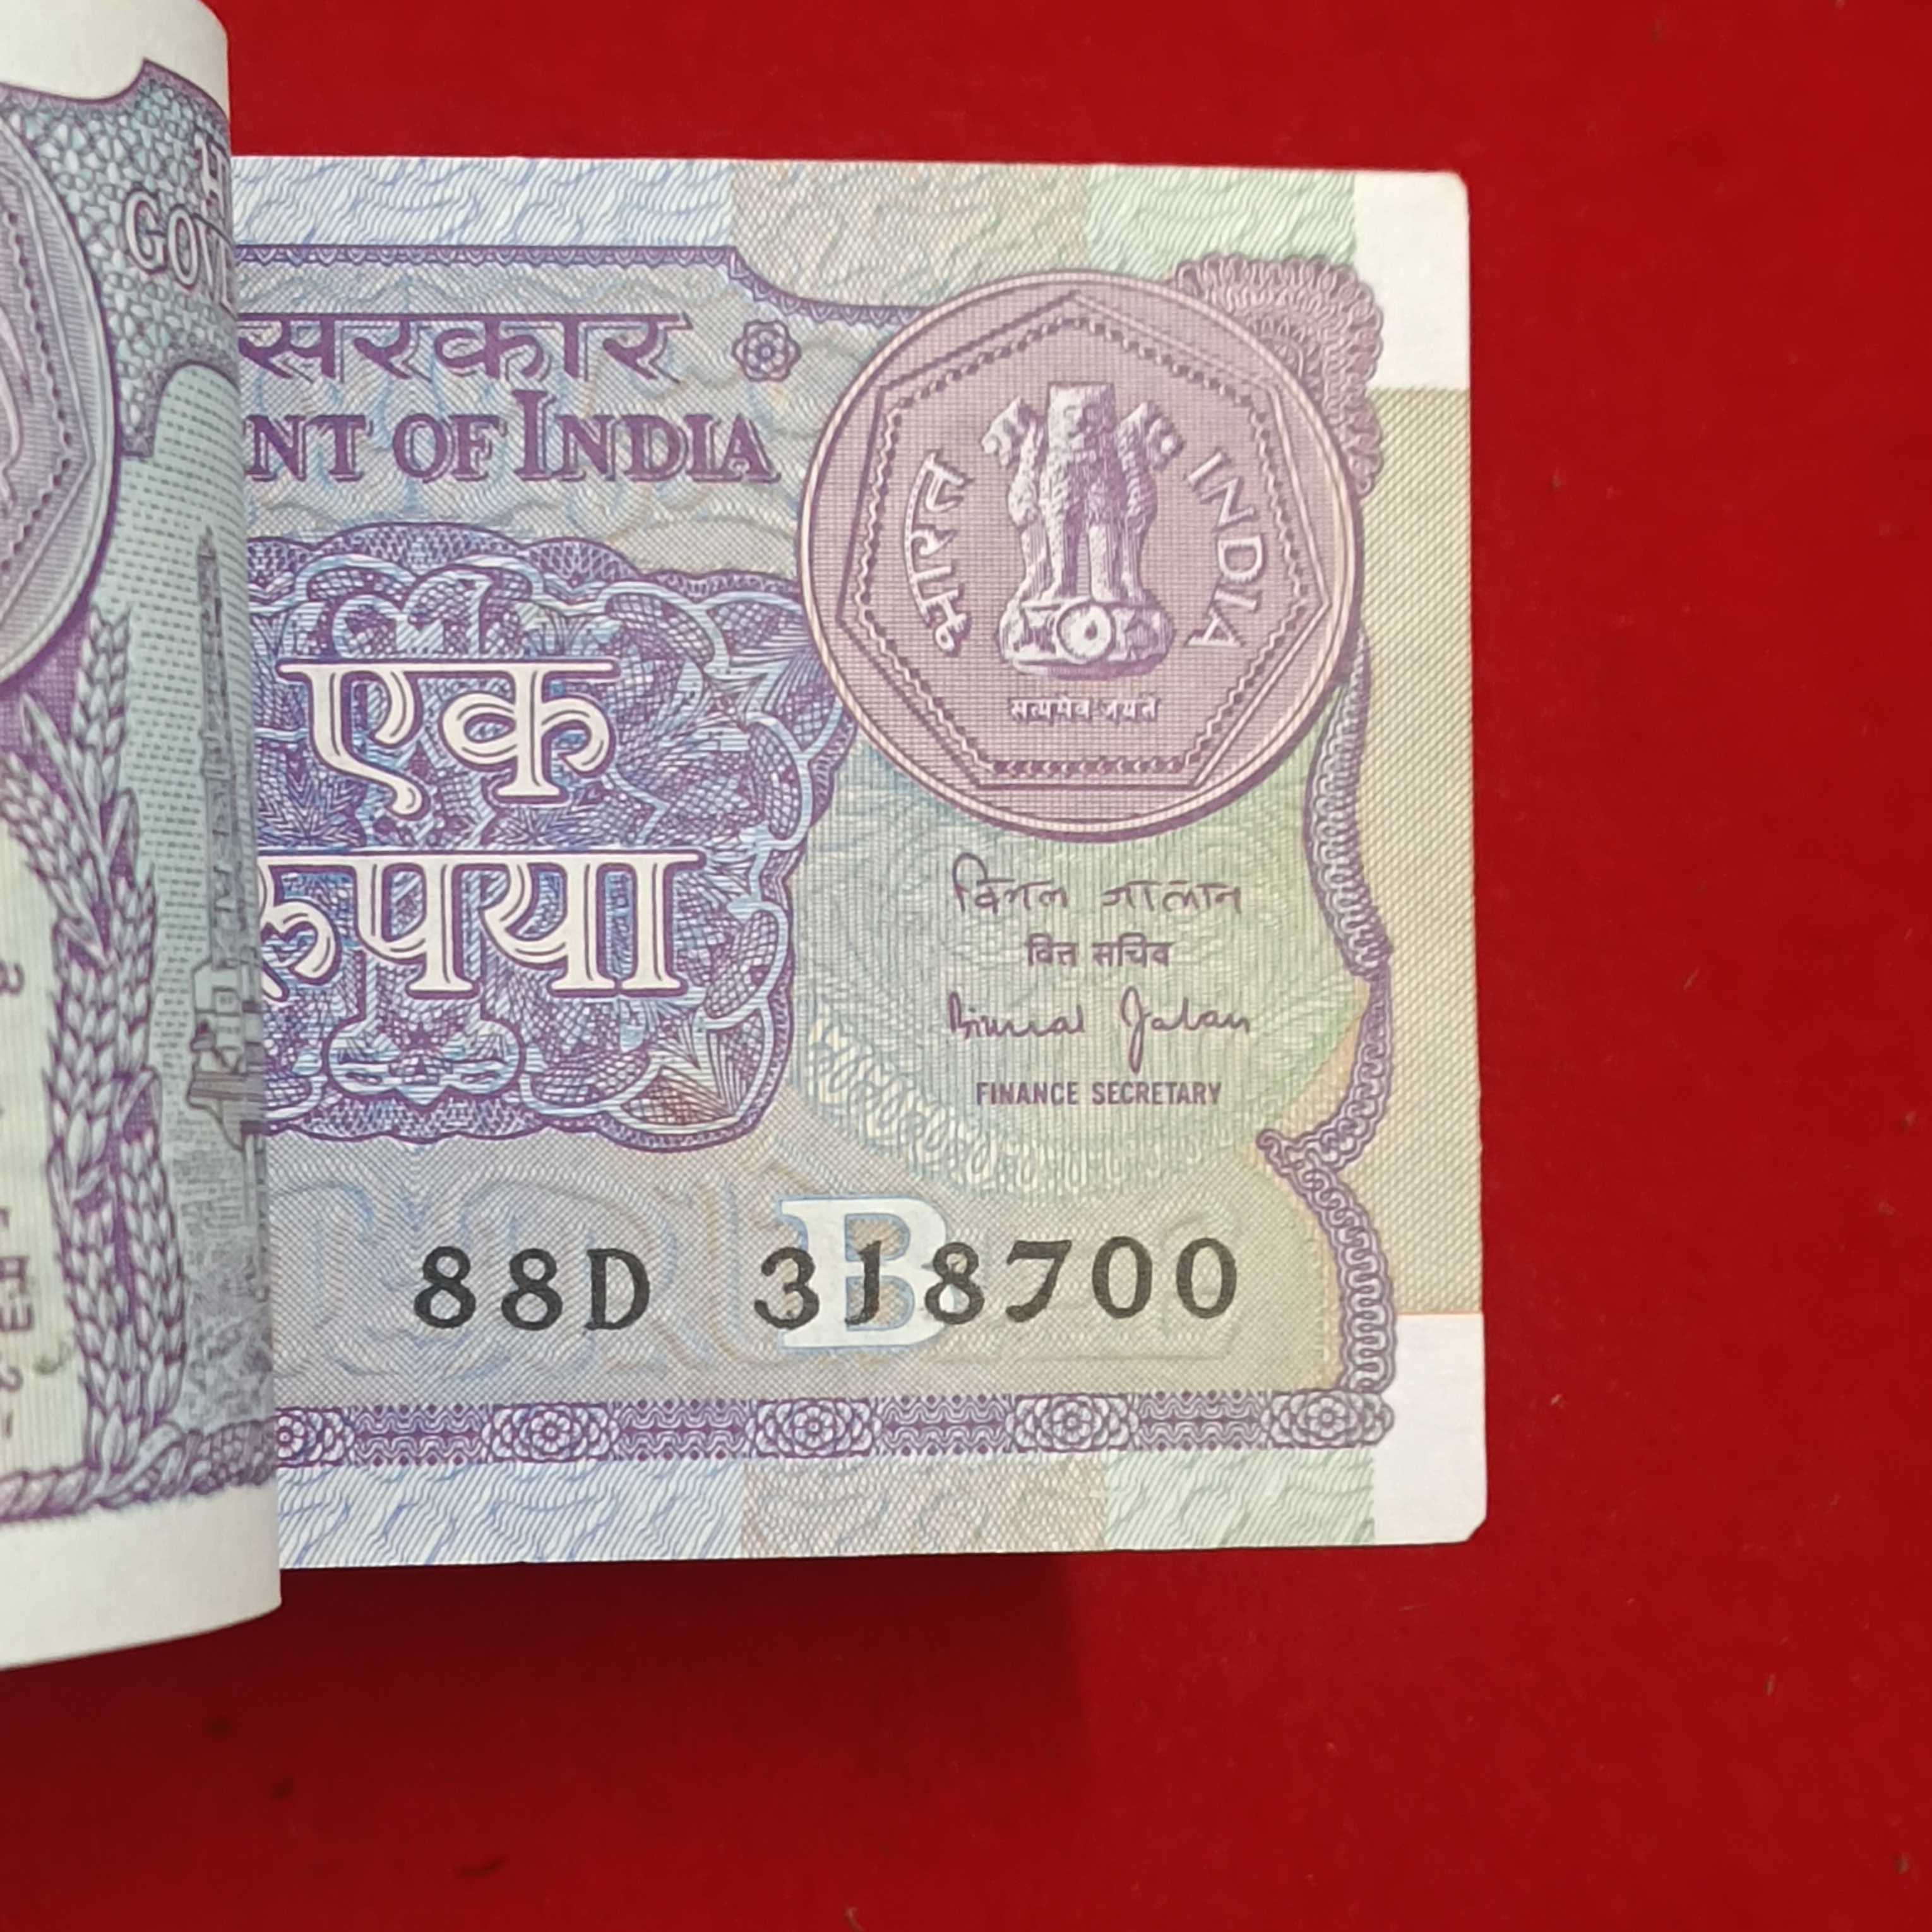 GOVE
सरकार
NT OF INDIA
भारत
INDIA
सत्यमेव जयते
एक
रुपया
विमल जालान
वित्त सचिव
Bimal Jalan
FINANCE SECRETARY
B
88D 318700